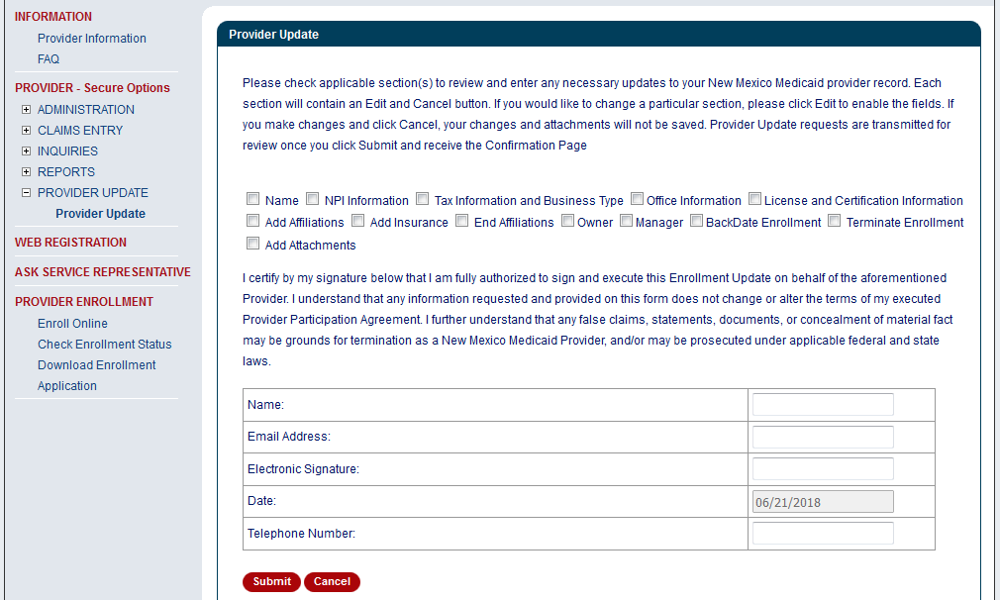 INFORMATION
Provider Information
FAQ
PROVIDER - Secure Options
ADMINISTRATION
CLAIMS ENTRY
INQUIRIES
REPORTS
PROVIDER UPDATE
Provider Update
WEB REGISTRATION
ASK SERVICE REPRESENTATIVE
PROVIDER ENROLLMENT
Enroll Online
Check Enrollment Status
Download Enrollment
Application
Provider Update
Please check applicable section(s) to review and enter any necessary updates to your New Mexico Medicaid provider record. Each
section will contain an Edit and Cancel button. If you would like to change a particular section, please click Edit to enable the fields. If
you make changes and click Cancel, your changes and attachments will not be saved. Provider Update requests are transmitted for
review once you click Submit and receive the Confirmation Page
Name NPI Information Tax Information and Business Type Office Information License and Certification Information
Add Affiliations Add Insurance End Affiliations Owner Manager BackDate Enrollment Terminate Enrollment
Add Attachments
I certify by my signature below that I am fully authorized to sign and execute this Enrollment Update on behalf of the aforementioned
Provider. I understand that any information requested and provided on this form does not change or alter the terms of my executed
Provider Participation Agreement. I further understand that any false claims, statements, documents, or concealment of material fact
may be grounds for termination as a New Mexico Medicaid Provider, and/or may be prosecuted under applicable federal and state
laws.
Name:
Email Address:
Electronic Signature:
Date: 06/21/2018
Telephone Number:
Submit Cancel